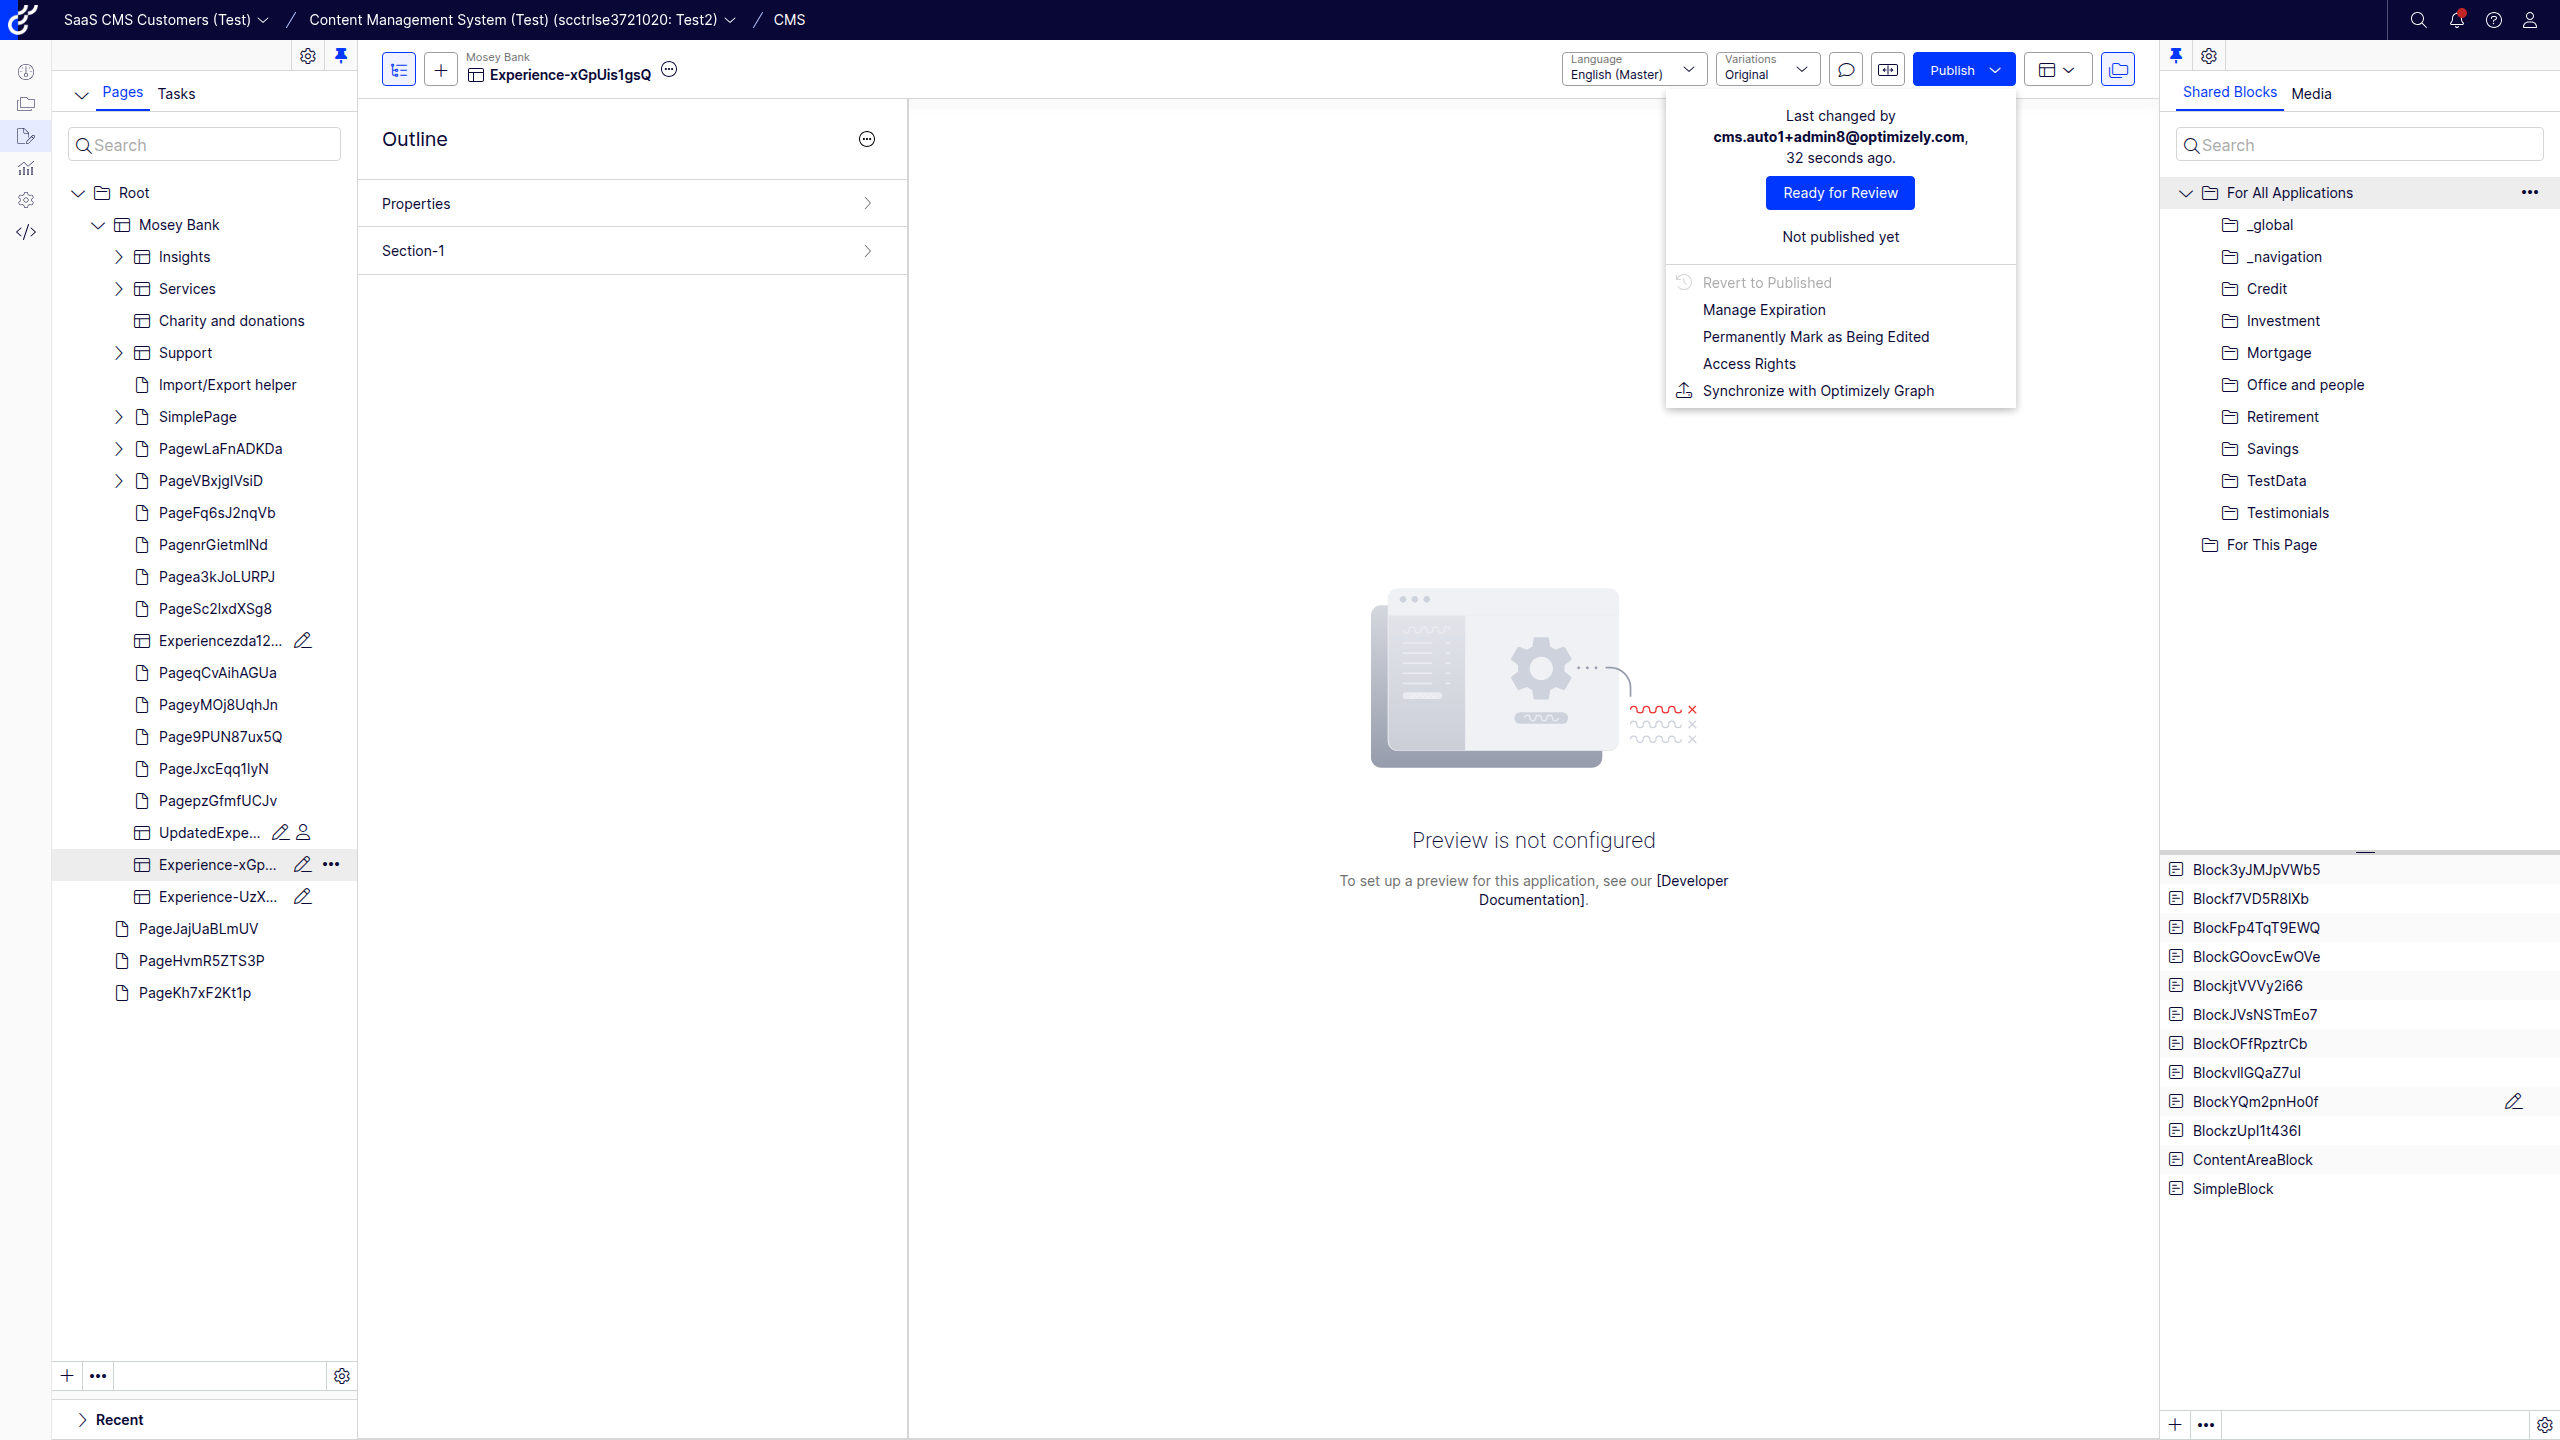 SaaS CMS Customers (Test)
Content Management System (Test) (scctrlse3721020: Test2)
CMS
Pages
Tasks
Search
Root
Mosey Bank
Insights
Services
Charity and donations
Support
Import/Export helper
SimplePage
PagewLaFnADKDa
PageVBxjglVsiD
PageFq6sJ2nqVb
PagenrGietmlNd
Pagea3kJoLURPJ
PageSc2lxdXSg8
Experiencezda12...
PageqCvAihAGUa
PageyMOj8UqhJn
Page9PUN87ux5Q
PageJxcEqq1lyN
PagepzGfmfUCJv
UpdatedExpe...
Experience-xGp...
Experience-UzX...
PageJajUaBLmUV
PageHvmR5ZTS3P
PageKh7xF2Kt1p
Recent
Mosey Bank
Experience-xGpUis1gsQ
Language
English (Master)
Variations
Original
Publish
Outline
Properties
Section-1
Last changed by
cms.auto1+admin8@optimizely.com,
32 seconds ago.
Ready for Review
Not published yet
Revert to Published
Manage Expiration
Permanently Mark as Being Edited
Access Rights
Synchronize with Optimizely Graph
Preview is not configured
To set up a preview for this application, see our [Developer
Documentation].
Shared Blocks
Media
Search
For All Applications
_global
_navigation
Credit
Investment
Mortgage
Office and people
Retirement
Savings
TestData
Testimonials
For This Page
Block3yJMJpVWb5
Blockf7VD5R8lXb
BlockFp4TqT9EWQ
BlockGOovcEwOVe
BlockjtVVVy2i66
BlockJVsNSTmEo7
BlockOFfRpztrCb
BlockvllGQaZ7ul
BlockYQm2pnHo0f
BlockzUpI1t436I
ContentAreaBlock
SimpleBlock